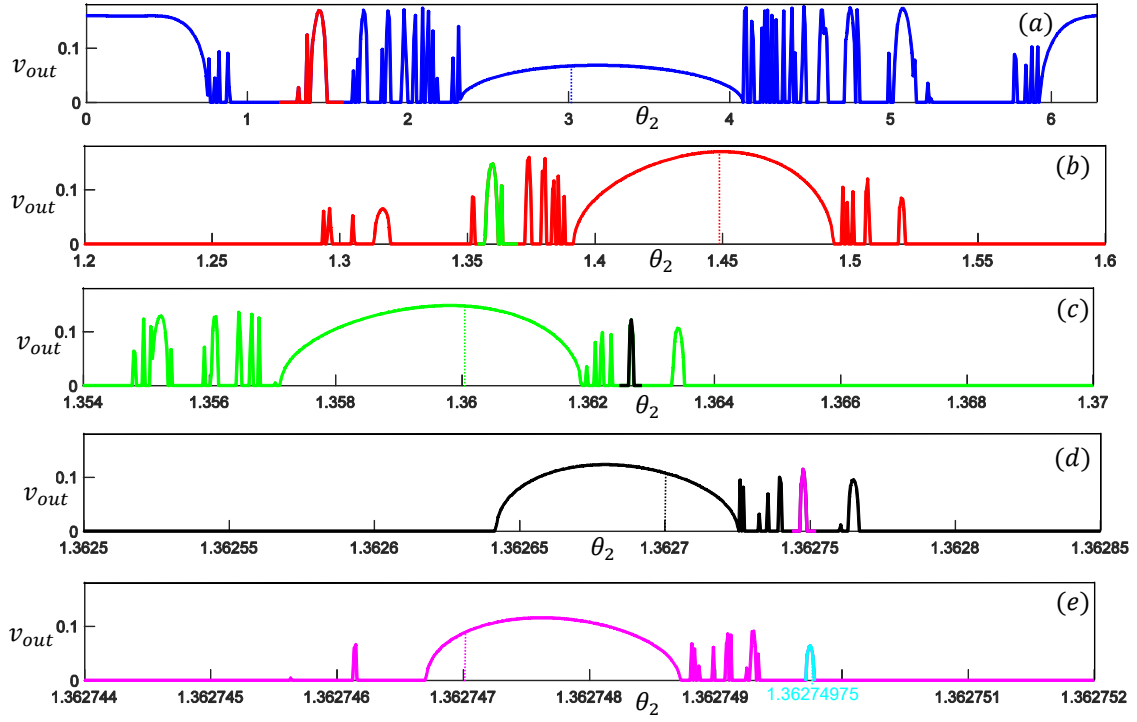 (a)
0.1
v_out
0
0 1 2 3 θ_2 4 5 6
(b)
0.1
v_out
0
1.2 1.25 1.3 1.35 1.4 θ_2 1.45 1.5 1.55 1.6
(c)
0.1
v_out
0
1.354 1.356 1.358 1.36 1.362 θ_2 1.364 1.366 1.368 1.37
(d)
0.1
v_out
0
1.3625 1.36255 1.3626 1.36265 θ_2 1.3627 1.36275 1.3628 1.36285
(e)
0.1
v_out
0
1.362744 1.362745 1.362746 1.362747 1.362748 θ_2 1.362749 1.36274975 1.362751 1.362752